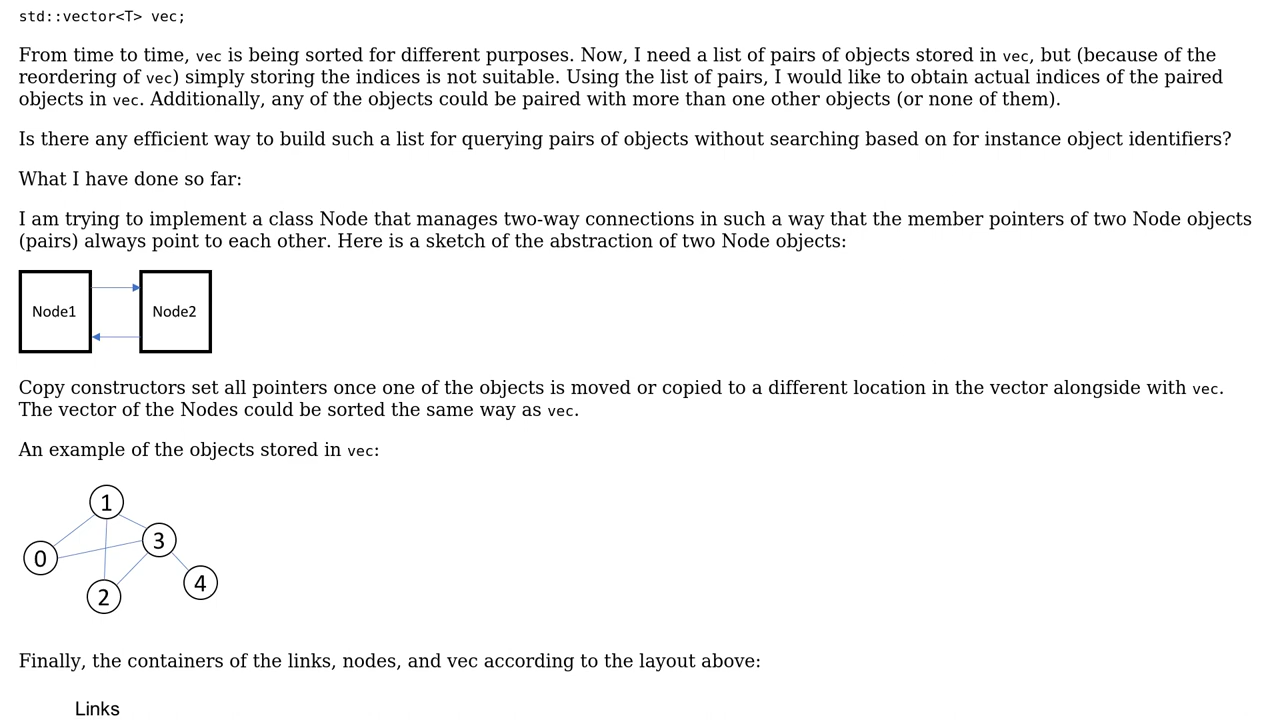 std::vector<T> vec;
From time to time, vec is being sorted for different purposes. Now, I need a list of pairs of objects stored in vec, but (because of the
reordering of vec) simply storing the indices is not suitable. Using the list of pairs, I would like to obtain actual indices of the paired
objects in vec. Additionally, any of the objects could be paired with more than one other objects (or none of them).
Is there any efficient way to build such a list for querying pairs of objects without searching based on for instance object identifiers?
What I have done so far:
I am trying to implement a class Node that manages two-way connections in such a way that the member pointers of two Node objects
(pairs) always point to each other. Here is a sketch of the abstraction of two Node objects:
Node1 Node2
Copy constructors set all pointers once one of the objects is moved or copied to a different location in the vector alongside with vec.
The vector of the Nodes could be sorted the same way as vec.
An example of the objects stored in vec:
1
3
0
4
2
Finally, the containers of the links, nodes, and vec according to the layout above:
Links